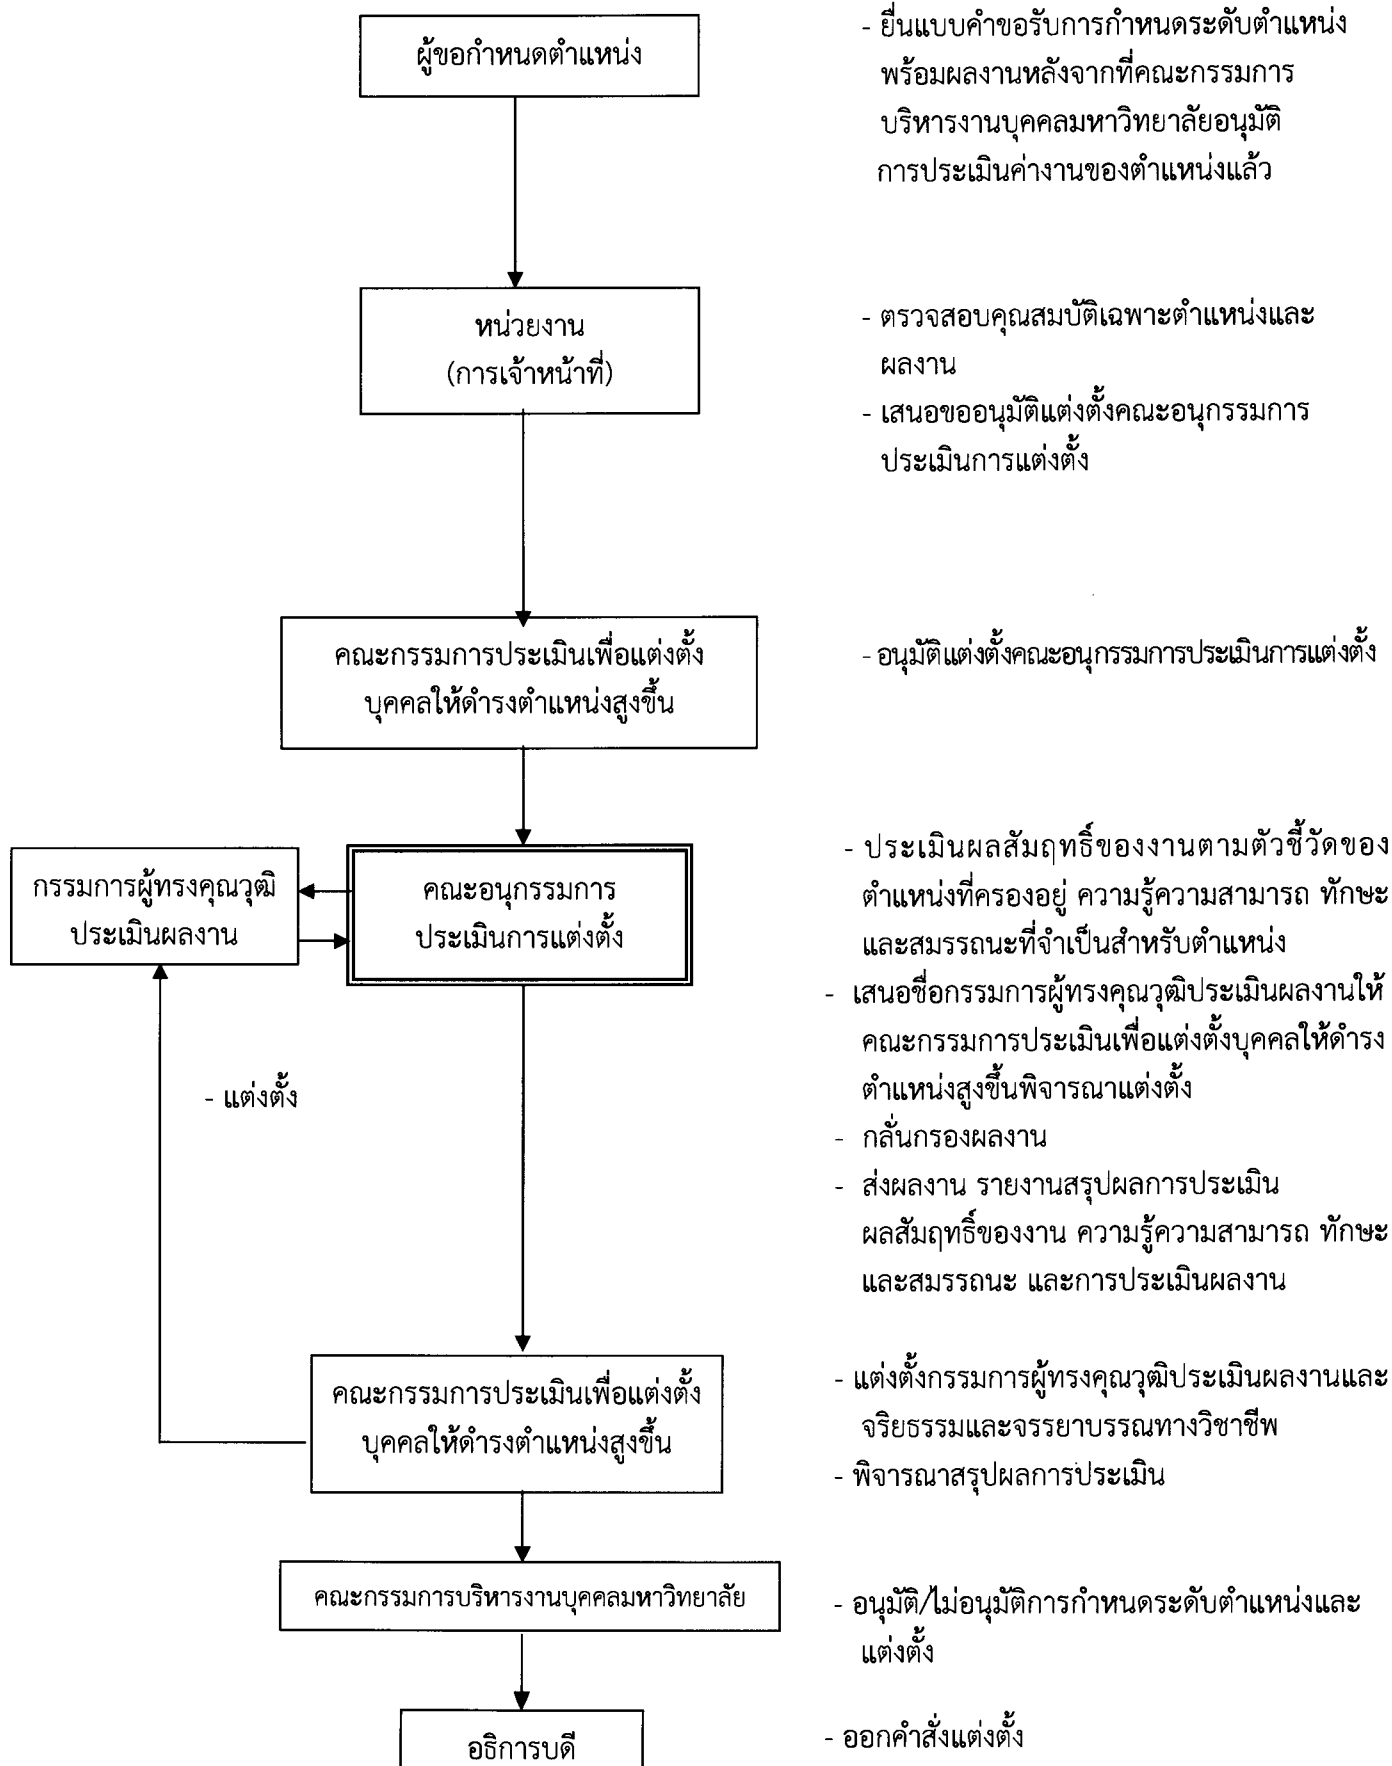 ผู้ขอกำหนดตำแหน่ง
- ยื่นแบบคำขอรับการกำหนดระดับตำแหน่ง
พร้อมผลงานหลังจากที่คณะกรรมการ
บริหารงานบุคคลมหาวิทยาลัยอนุมัติ
การประเมินค่างานของตำแหน่งแล้ว
หน่วยงาน
(การเจ้าหน้าที่)
- ตรวจสอบคุณสมบัติเฉพาะตำแหน่งและ
ผลงาน
- เสนอขออนุมัติแต่งตั้งคณะอนุกรรมการ
ประเมินการแต่งตั้ง
คณะกรรมการประเมินเพื่อแต่งตั้ง
บุคคลให้ดำรงตำแหน่งสูงขึ้น
- อนุมัติแต่งตั้งคณะอนุกรรมการประเมินการแต่งตั้ง
กรรมการผู้ทรงคุณวุฒิ
ประเมินผลงาน
คณะอนุกรรมการ
ประเมินการแต่งตั้ง
- ประเมินผลสัมฤทธิ์ของงานตามตัวชี้วัดของ
ตำแหน่งที่ครองอยู่ ความรู้ความสามารถ ทักษะ
และสมรรถนะที่จำเป็นสำหรับตำแหน่ง
- เสนอชื่อกรรมการผู้ทรงคุณวุฒิประเมินผลงานให้
คณะกรรมการประเมินเพื่อแต่งตั้งบุคคลให้ดำรง
ตำแหน่งสูงขึ้นพิจารณาแต่งตั้ง
- กลั่นกรองผลงาน
- ส่งผลงาน รายงานสรุปผลการประเมิน
ผลสัมฤทธิ์ของงาน ความรู้ความสามารถ ทักษะ
และสมรรถนะ และการประเมินผลงาน
- แต่งตั้ง
คณะกรรมการประเมินเพื่อแต่งตั้ง
บุคคลให้ดำรงตำแหน่งสูงขึ้น
- แต่งตั้งกรรมการผู้ทรงคุณวุฒิประเมินผลงานและ
จริยธรรมและจรรยาบรรณทางวิชาชีพ
- พิจารณาสรุปผลการประเมิน
คณะกรรมการบริหารงานบุคคลมหาวิทยาลัย
- อนุมัติ/ไม่อนุมัติการกำหนดระดับตำแหน่งและ
แต่งตั้ง
อธิการบดี
- ออกคำสั่งแต่งตั้ง